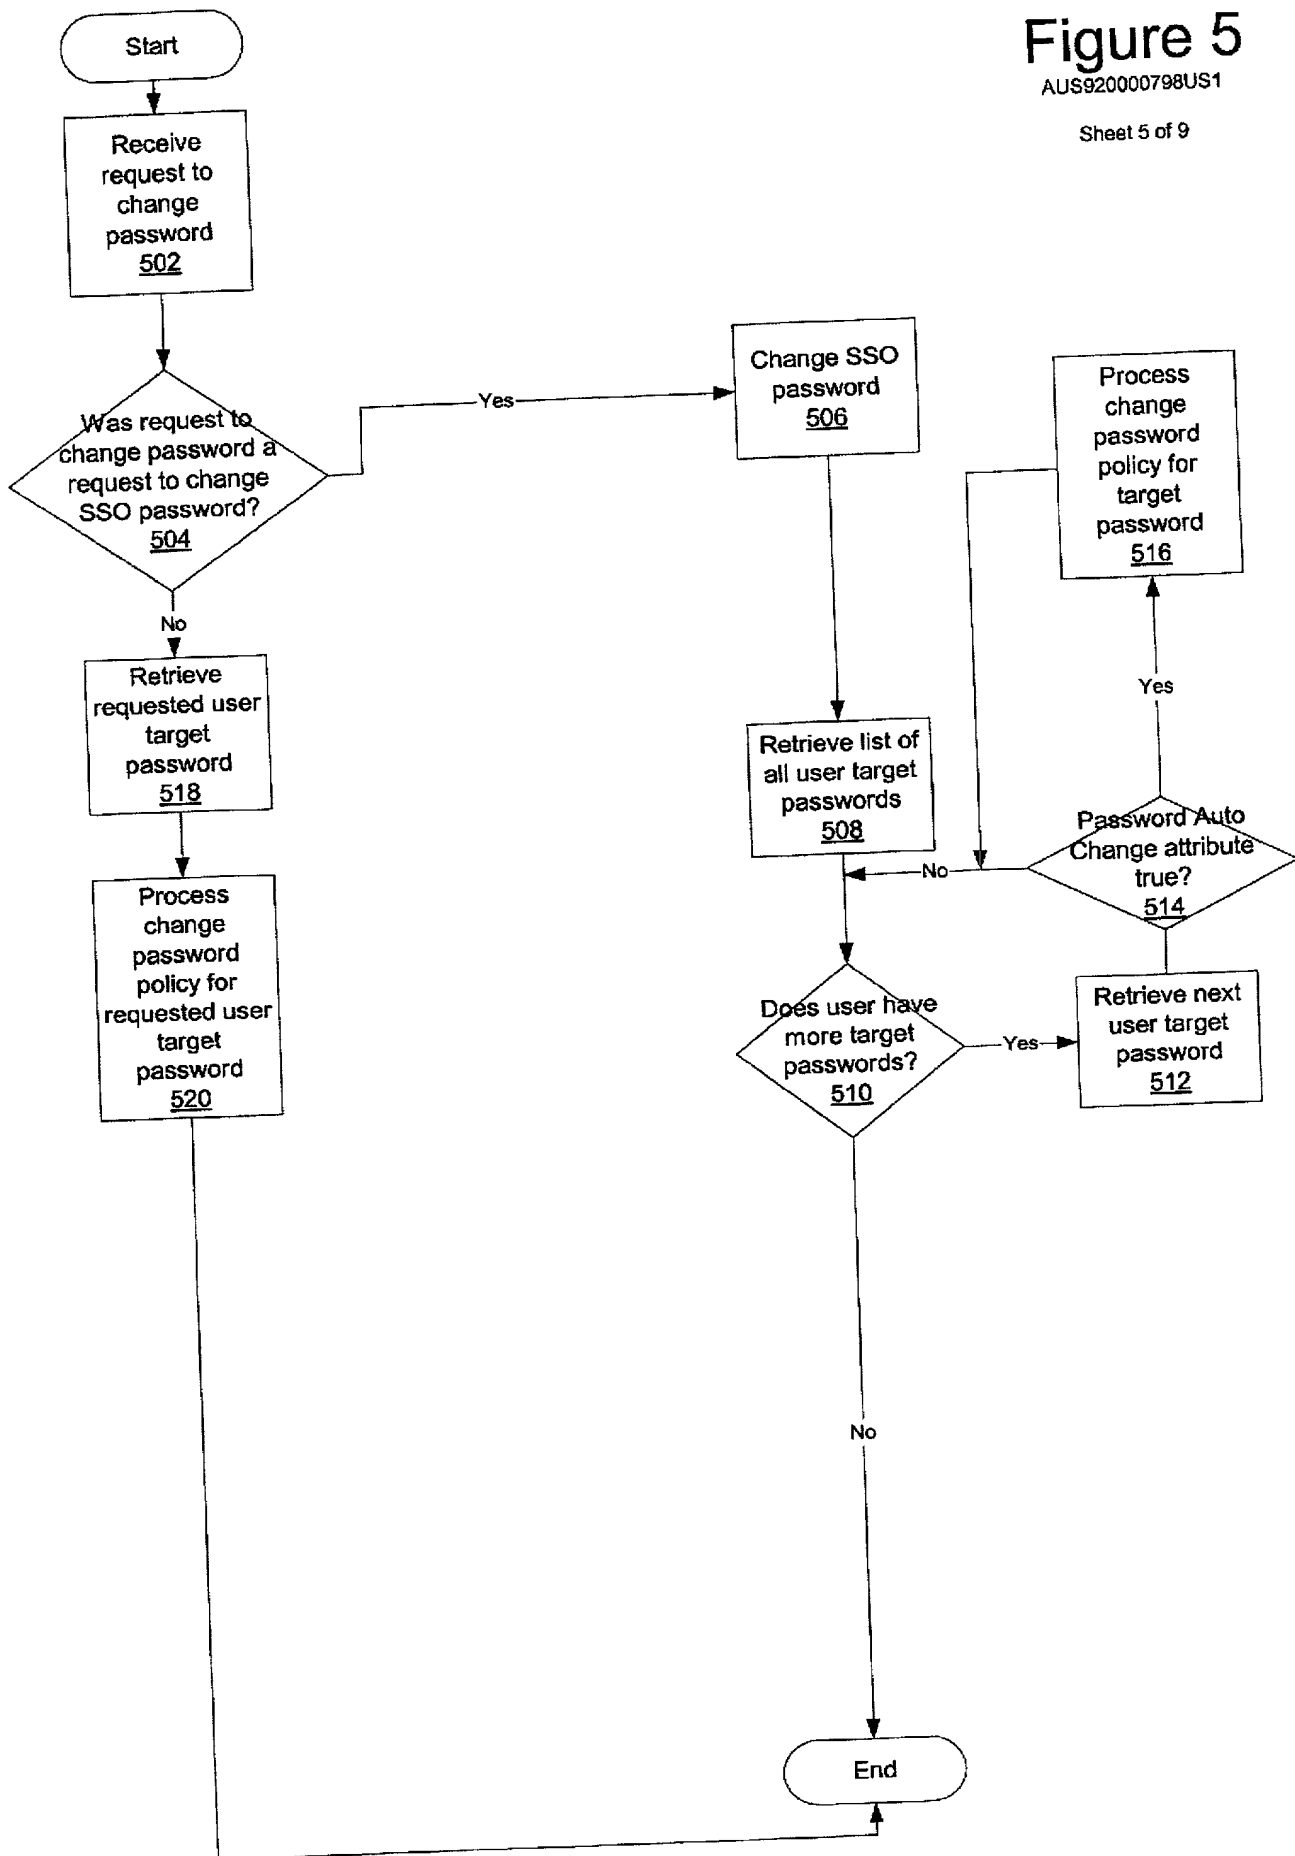 Figure 5
AUS920000798US1
Sheet 5 of 9
Start
Receive
request to
change
password
502
Was request to
change password a
request to change
SSO password?
504
Yes
No
Change SSO
password
506
Process
change
password
policy for
target
password
516
Yes
Retrieve
requested user
target
password
518
Retrieve list of
all user target
passwords
508
Password Auto
Change attribute
true?
514
No
Process
change
password
policy for
requested user
target
password
520
Does user have
more target
passwords?
510
Yes
Retrieve next
user target
password
512
No
End